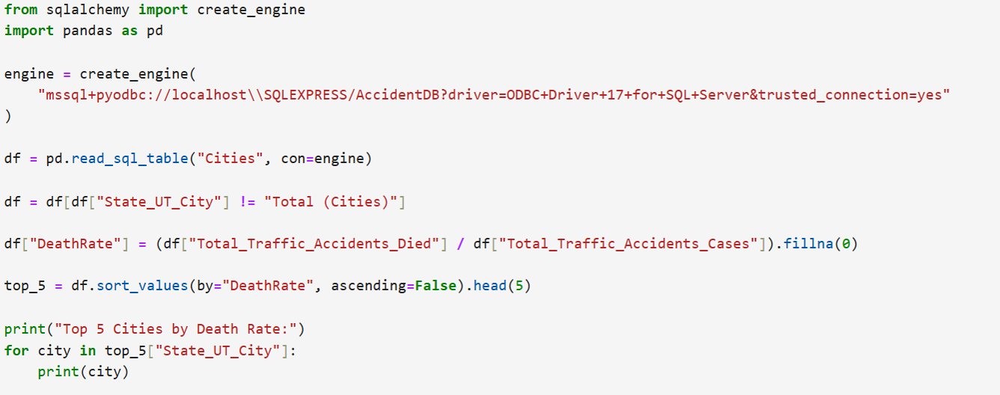 from sqlalchemy import create_engine
import pandas as pd
engine = create_engine(
    "mssql+pyodbc://localhost\\SQLEXPRESS/AccidentDB?driver=ODBC+Driver+17+for+SQL+Server&trusted_connection=yes"
)
df = pd.read_sql_table("Cities", con=engine)
df = df[df["State_UT_City"] != "Total (Cities)"]
df["DeathRate"] = (df["Total_Traffic_Accidents_Died"] / df["Total_Traffic_Accidents_Cases"]).fillna(0)
top_5 = df.sort_values(by="DeathRate", ascending=False).head(5)
print("Top 5 Cities by Death Rate:")
for city in top_5["State_UT_City"]:
    print(city)